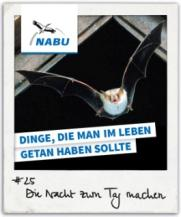 NABU
DINGE, DIE MAN IM LEBEN
GETAN HABEN SOLLTE
#25
Die Nacht zum Tag machen